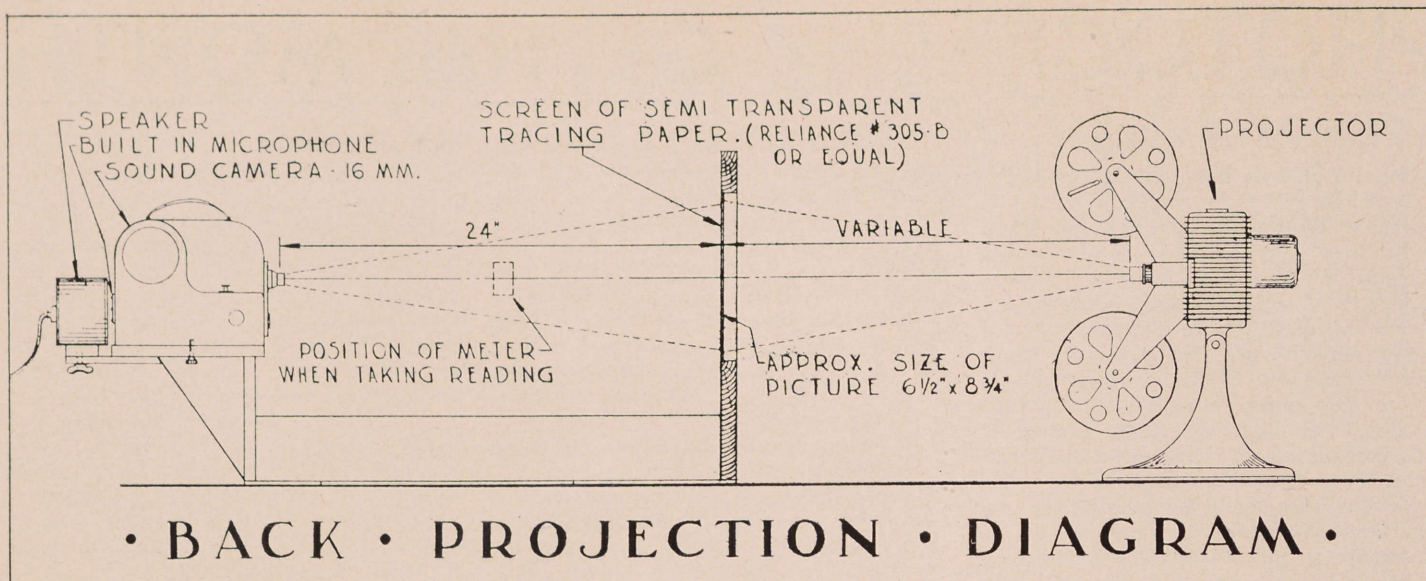 SPEAKER
BUILT IN MICROPHONE
SOUND CAMERA · 16 MM.
SCREEN OF SEMI TRANSPARENT
TRACING PAPER. (RELIANCE #305-B
OR EQUAL)
PROJECTOR
24"
VARIABLE
POSITION OF METER
WHEN TAKING READING
APPROX. SIZE OF
PICTURE 6½" x 8¾"
· BACK · PROJECTION · DIAGRAM ·